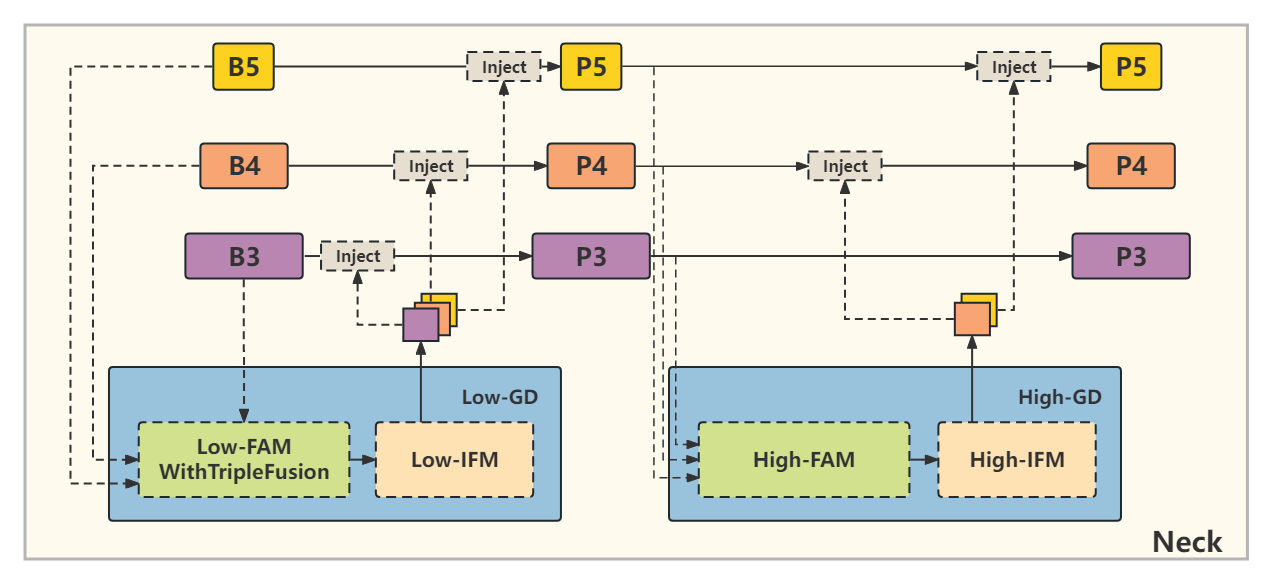 B5
Inject
P5
Inject
P5
B4
Inject
P4
Inject
P4
B3
Inject
P3
P3
Low-GD
Low-FAM
WithTripleFusion
Low-IFM
High-GD
High-FAM
High-IFM
Neck